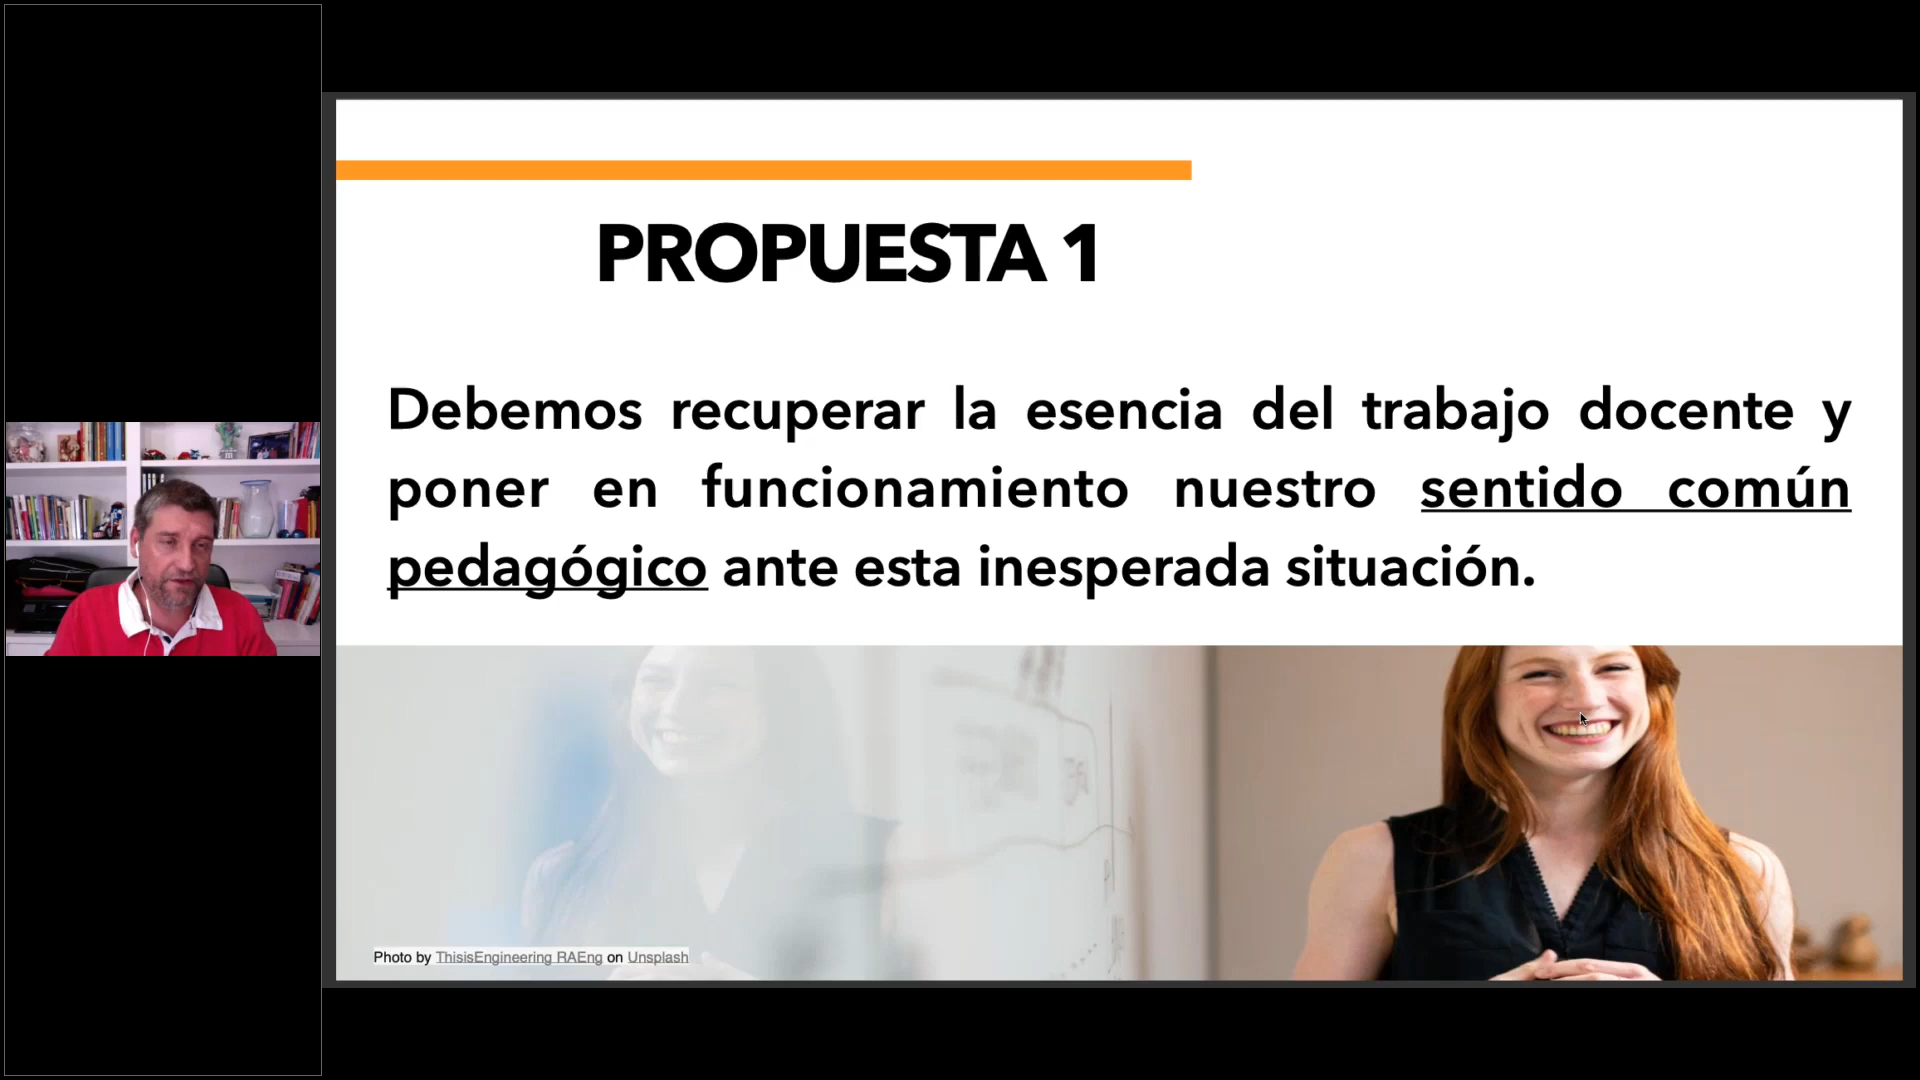 PROPUESTA 1
Debemos recuperar la esencia del trabajo docente y
poner en funcionamiento nuestro sentido común
pedagógico ante esta inesperada situación.
Photo by ThisisEngineering RAEng on Unsplash